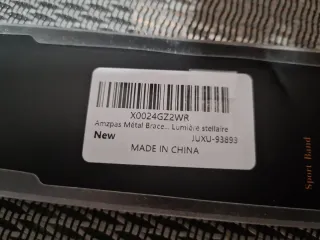 X0024GZ2WR
Amzpas Métal Brace... Lumière stellaire
New
JUXU-93893
MADE IN CHINA
Sport Band